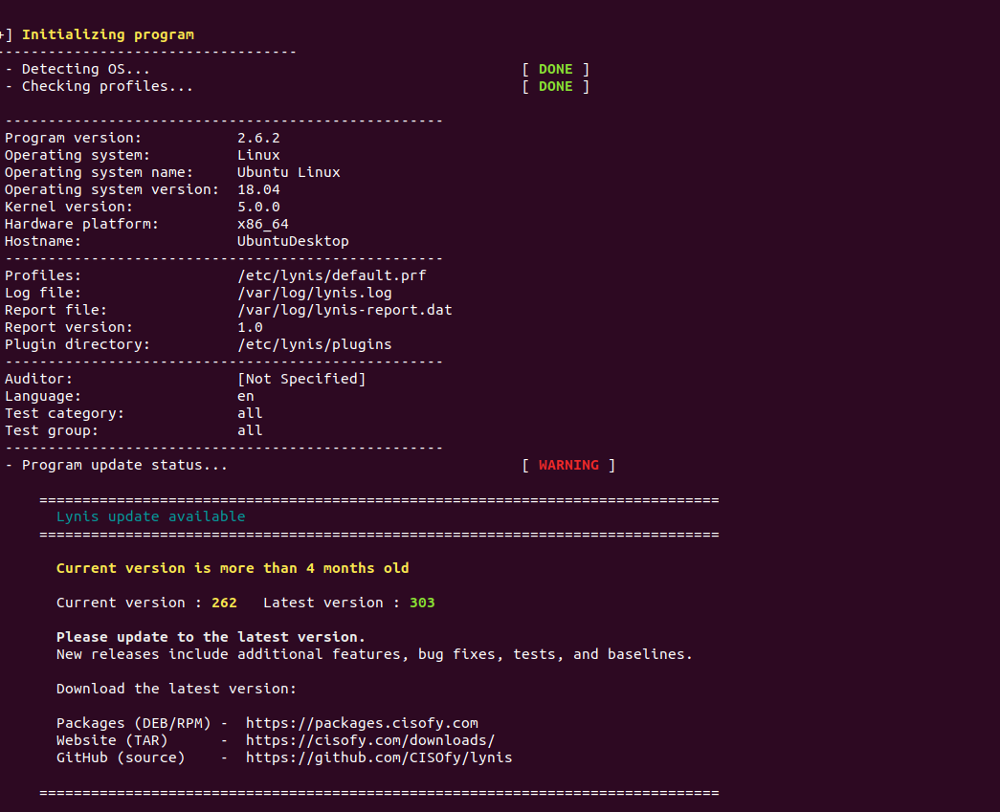 +] Initializing program
------------------------------------
- Detecting OS... [ DONE ]
- Checking profiles... [ DONE ]
---------------------------------------------------
Program version: 2.6.2
Operating system: Linux
Operating system name: Ubuntu Linux
Operating system version: 18.04
Kernel version: 5.0.0
Hardware platform: x86_64
Hostname: UbuntuDesktop
---------------------------------------------------
Profiles: /etc/lynis/default.prf
Log file: /var/log/lynis.log
Report file: /var/log/lynis-report.dat
Report version: 1.0
Plugin directory: /etc/lynis/plugins
---------------------------------------------------
Auditor: [Not Specified]
Language: en
Test category: all
Test group: all
---------------------------------------------------
- Program update status... [ WARNING ]
===============================================================================
Lynis update available
===============================================================================
Current version is more than 4 months old
Current version : 262 Latest version : 303
Please update to the latest version.
New releases include additional features, bug fixes, tests, and baselines.
Download the latest version:
Packages (DEB/RPM) - https://packages.cisofy.com
Website (TAR) - https://cisofy.com/downloads/
GitHub (source) - https://github.com/CISOfy/lynis
===============================================================================